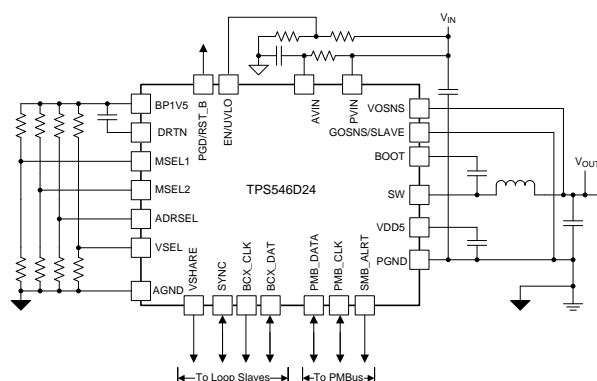 VIN
PGD/RST_B
EN/UVLO
AVIN
PVIN
BP1V5
DRTN
MSEL1
MSEL2
ADRSEL
VSEL
AGND
TPS546D24
VOSNS
GOSNS/SLAVE
BOOT
SW
VDD5
PGND
VOUT
VSHARE
SYNC
BCX_CLK
BCX_DAT
PMB_DATA
PMB_CLK
SMB_ALRT
To Loop Slaves
To PMBus